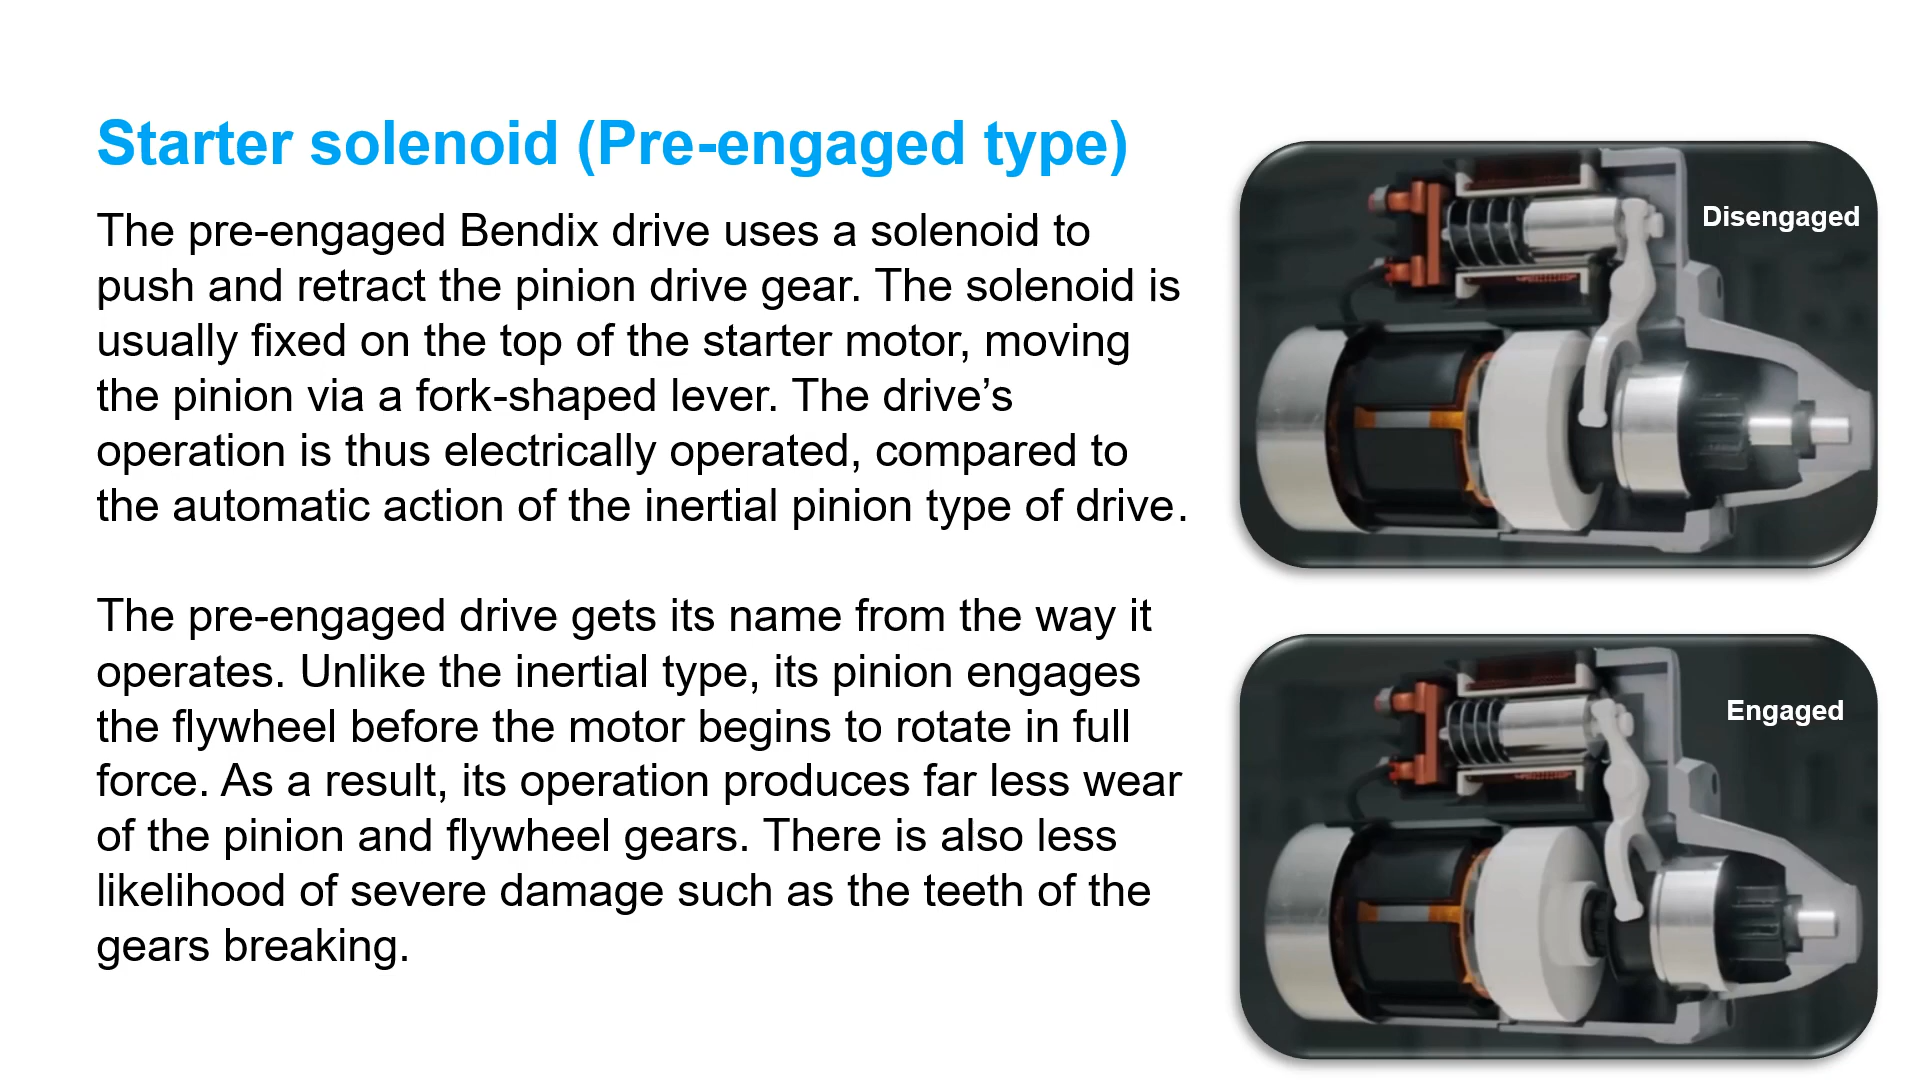 Starter solenoid (Pre-engaged type)
The pre-engaged Bendix drive uses a solenoid to
push and retract the pinion drive gear. The solenoid is
usually fixed on the top of the starter motor, moving
the pinion via a fork-shaped lever. The drive’s
operation is thus electrically operated, compared to
the automatic action of the inertial pinion type of drive.
The pre-engaged drive gets its name from the way it
operates. Unlike the inertial type, its pinion engages
the flywheel before the motor begins to rotate in full
force. As a result, its operation produces far less wear
of the pinion and flywheel gears. There is also less
likelihood of severe damage such as the teeth of the
gears breaking.
Disengaged
Engaged